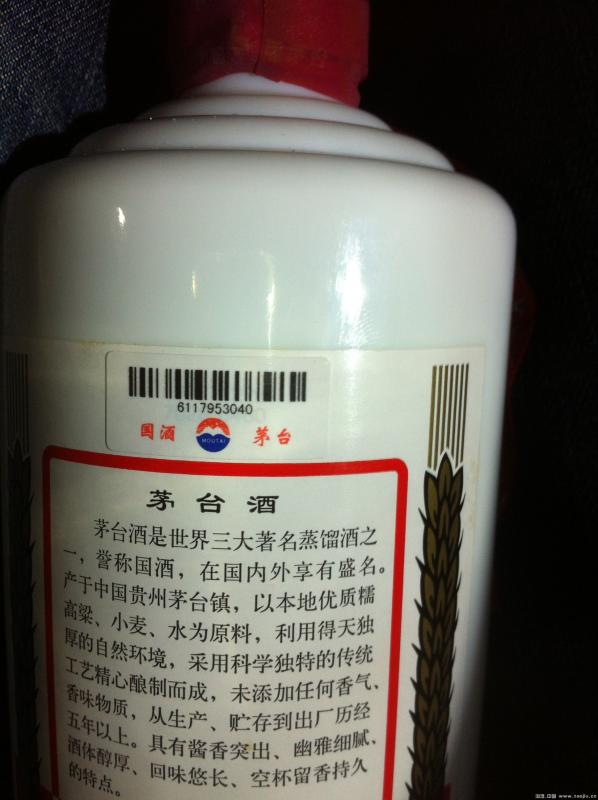 6117953040
国酒 MOUTAI 茅台
茅台酒
茅台酒是世界三大著名蒸馏酒之
一，誉称国酒，在国内外享有盛名。
产于中国贵州茅台镇，以本地优质糯
高粱、小麦、水为原料，利用得天独
厚的自然环境，采用科学独特的传统
工艺精心酿制而成，未添加任何香气、
香味物质，从生产、贮存到出厂历经
五年以上。具有酱香突出、幽雅细腻、
酒体醇厚、回味悠长、空杯留香持久
的特点。